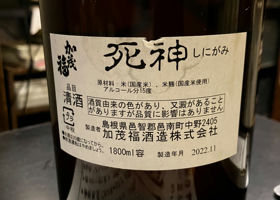 加茂福
死神 しにがみ
原材料 米(国産米)、米麹(国産米使用)
アルコール分15度
品目
清酒
酒質由来の色があり、又澱があることが
ありますが品質に影響はありません
製造者 島根県邑智郡邑南町中野2405
加茂福酒造株式会社
1800ml詰
製造年月 2022.11